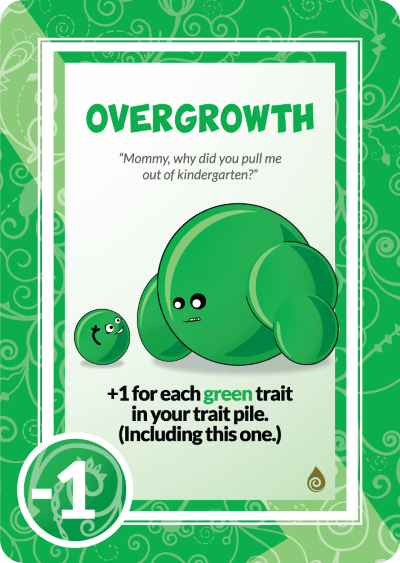 OVERGROWTH
“Mommy, why did you pull me
out of kindergarten?”
+1 for each green trait
in your trait pile.
(Including this one.)
-1